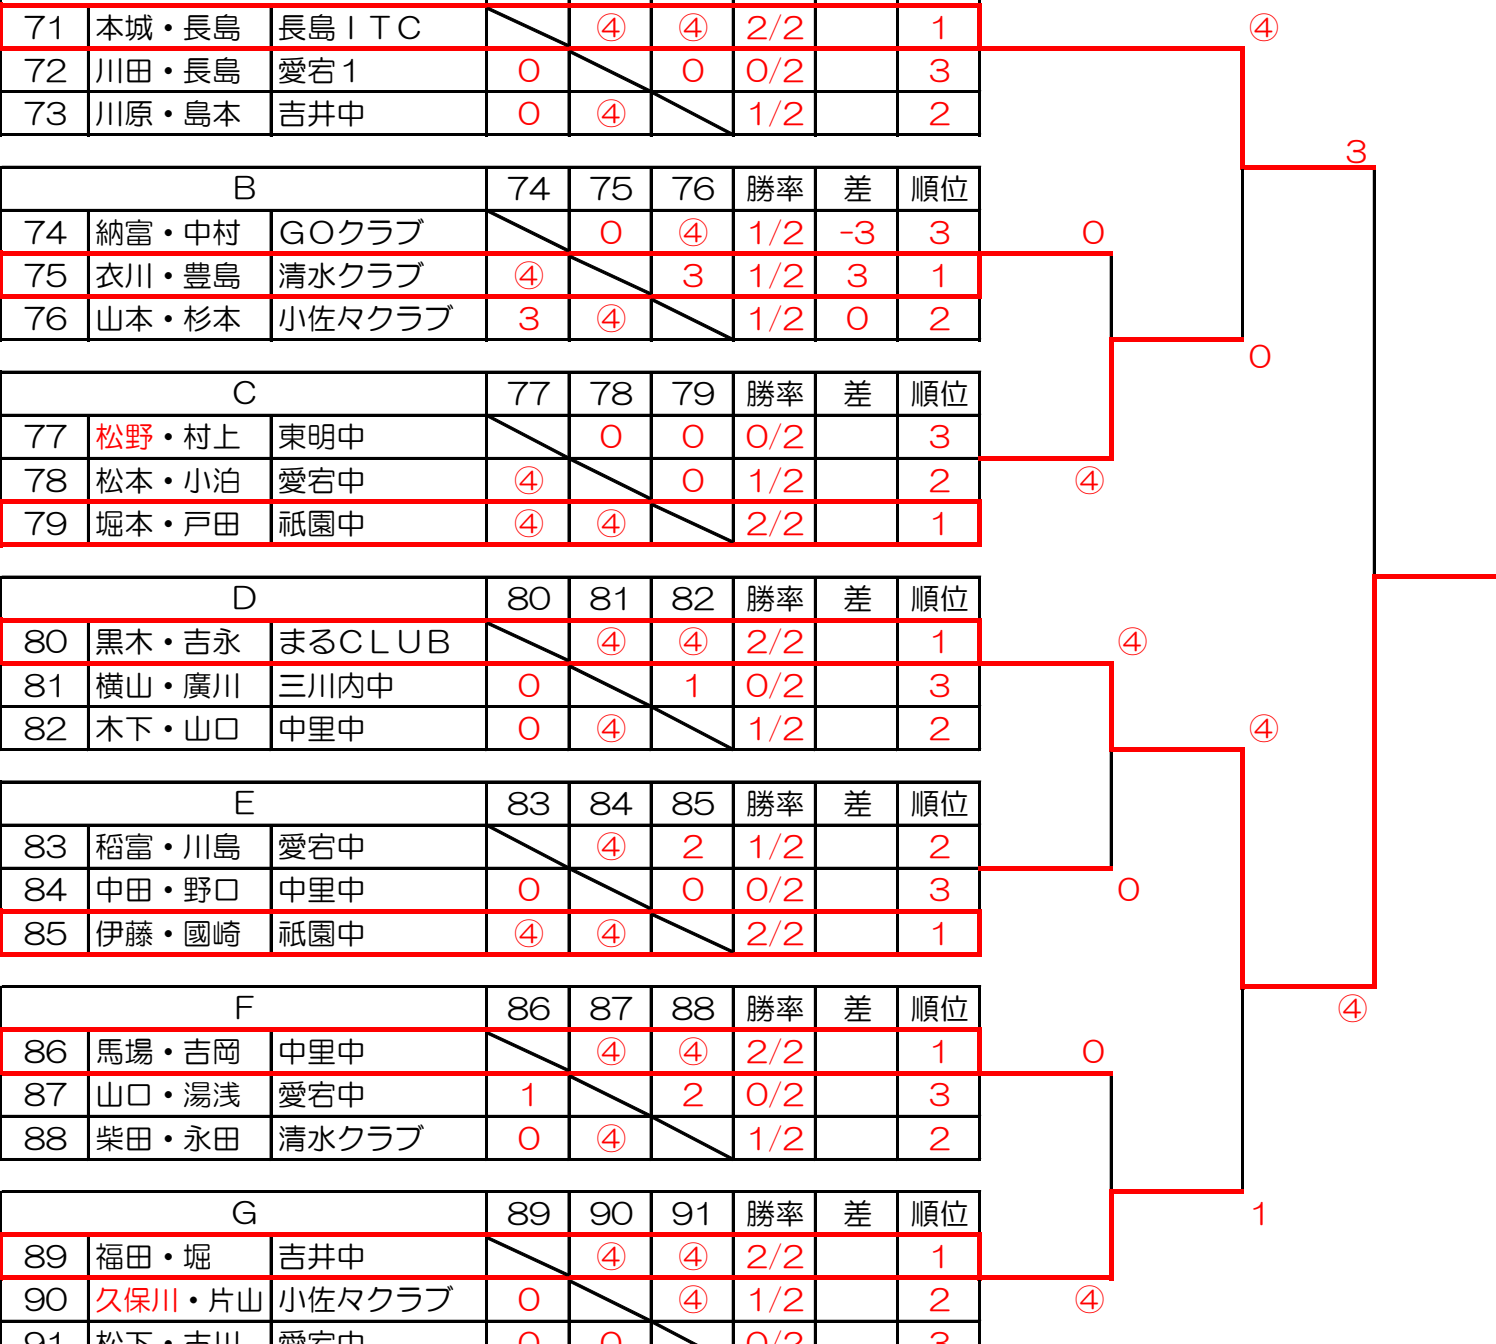 71 本城・長島 長島ITC ④ ④ 2/2 1 ④
72 川田・長島 愛宕1 0 0 0/2 3
73 川原・島本 吉井中 0 ④ 1/2 2
3
B 74 75 76 勝率 差 順位
74 納富・中村 GOクラブ 0 ④ 1/2 -3 3 0
75 衣川・豊島 清水クラブ ④ 3 1/2 3 1
76 山本・杉本 小佐々クラブ 3 ④ 1/2 0 2
0
C 77 78 79 勝率 差 順位
77 松野・村上 東明中 0 0 0/2 3
78 松本・小泊 愛宕中 ④ 0 1/2 2 ④
79 堀本・戸田 祇園中 ④ ④ 2/2 1
D 80 81 82 勝率 差 順位
80 黒木・吉永 まるCLUB ④ ④ 2/2 1 ④
81 横山・廣川 三川内中 0 1 0/2 3
82 木下・山口 中里中 0 ④ 1/2 2 ④
E 83 84 85 勝率 差 順位
83 稻富・川島 愛宕中 ④ 2 1/2 2
84 中田・野口 中里中 0 0 0/2 3 0
85 伊藤・國崎 祇園中 ④ ④ 2/2 1
F 86 87 88 勝率 差 順位 ④
86 馬場・吉岡 中里中 ④ ④ 2/2 1 0
87 山口・湯浅 愛宕中 1 2 0/2 3
88 柴田・永田 清水クラブ 0 ④ 1/2 2
G 89 90 91 勝率 差 順位 1
89 福田・堀 吉井中 ④ ④ 2/2 1
90 久保川・片山 小佐々クラブ 0 ④ 1/2 2 ④
91 松下・古川 愛宕中 0 0 0/2 3